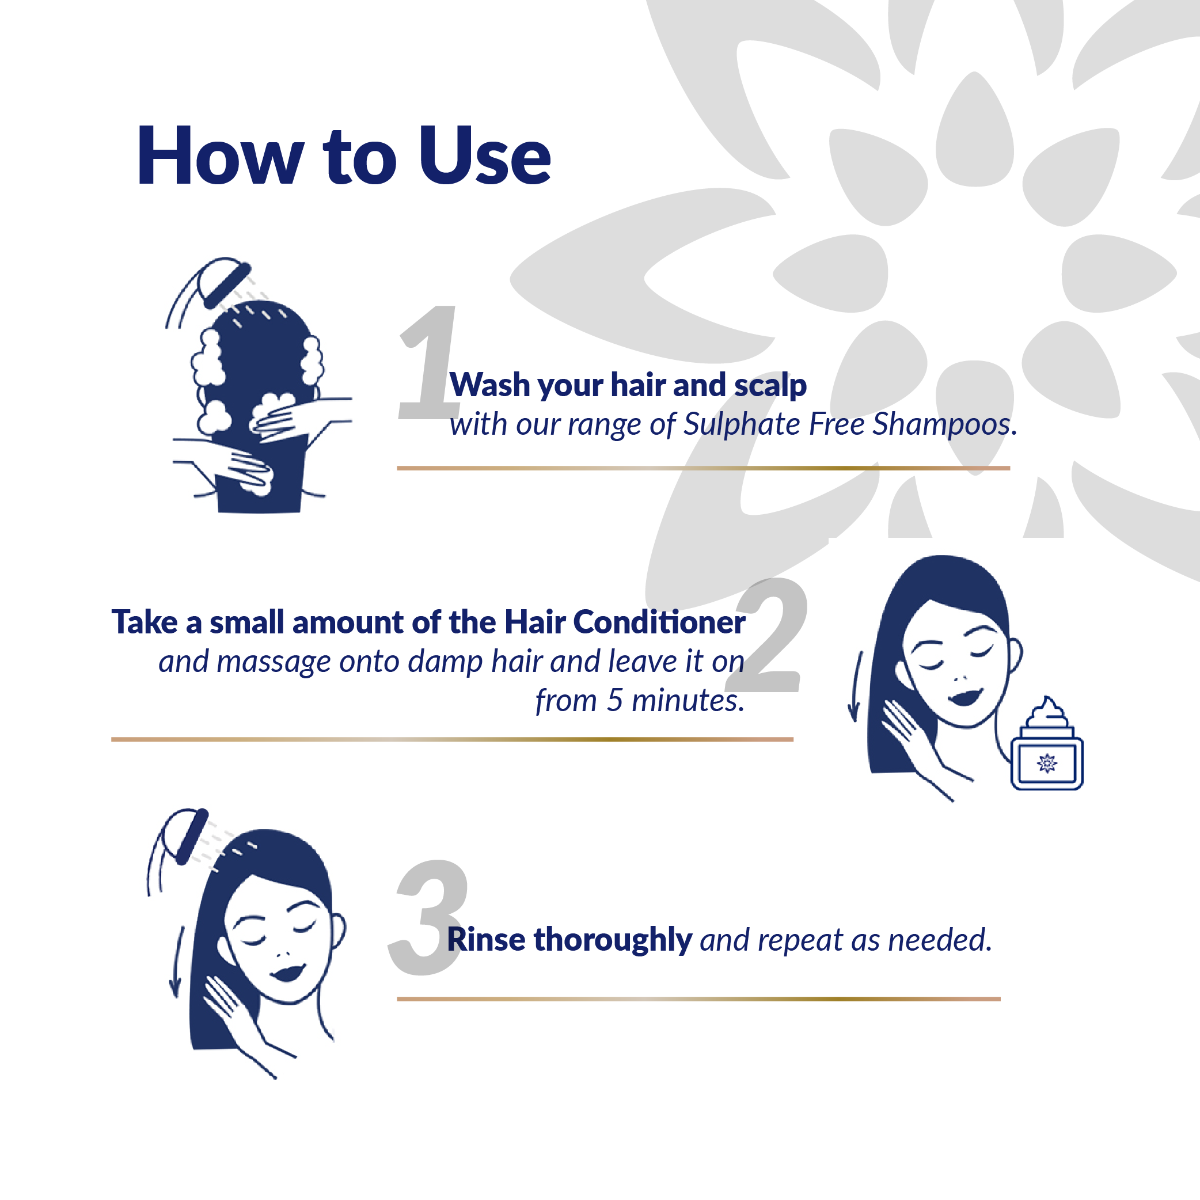 How to Use
1
Wash your hair and scalp
with our range of Sulphate Free Shampoos.
2
Take a small amount of the Hair Conditioner
and massage onto damp hair and leave it on
from 5 minutes.
3
Rinse thoroughly and repeat as needed.